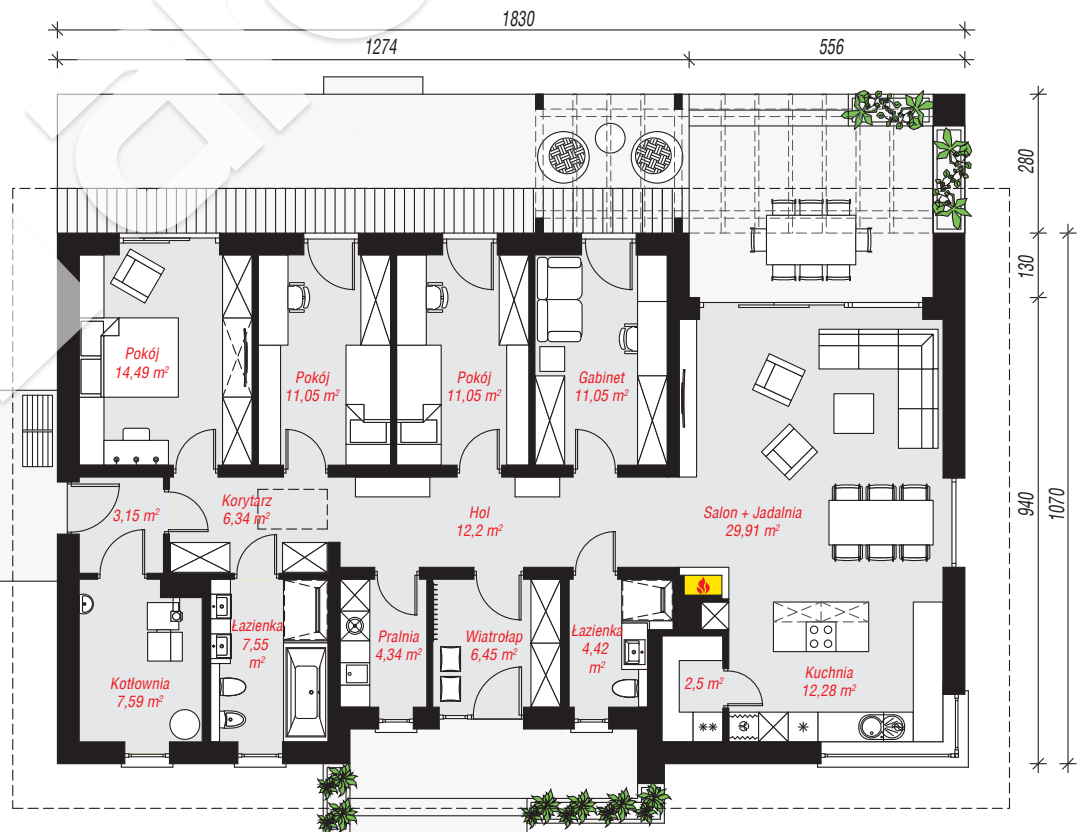 1830
1274
556
280
130
940
1070
Pokój
14,49 m²
Pokój
11,05 m²
Pokój
11,05 m²
Gabinet
11,05 m²
3,15 m²
Korytarz
6,34 m²
Hol
12,2 m²
Salon + Jadalnia
29,91 m²
Łazienka
7,55
m²
Pralnia
4,34 m²
Wiatrołap
6,45 m²
Łazienka
4,42
m²
Kotłownia
7,59 m²
2,5 m²
Kuchnia
12,28 m²